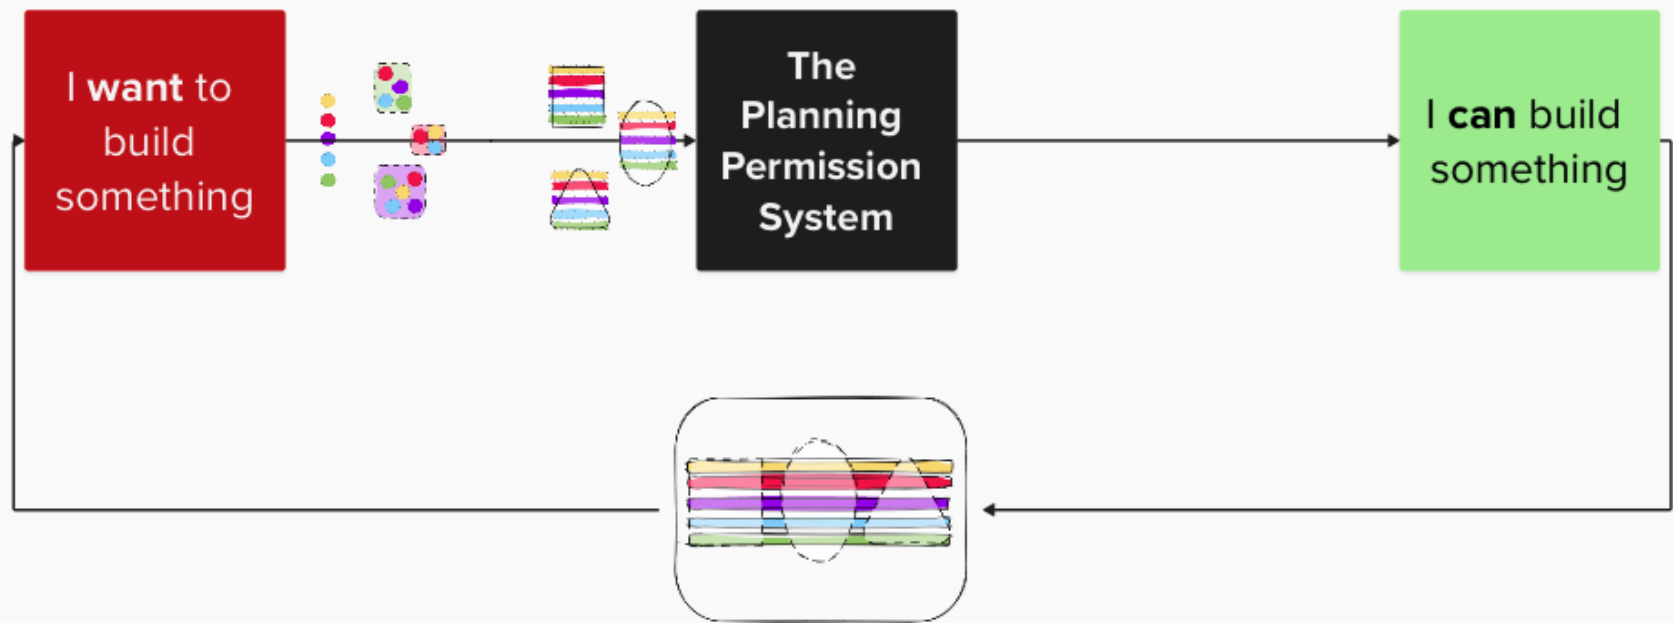 I want to
build
something
The
Planning
Permission
System
I can build
something